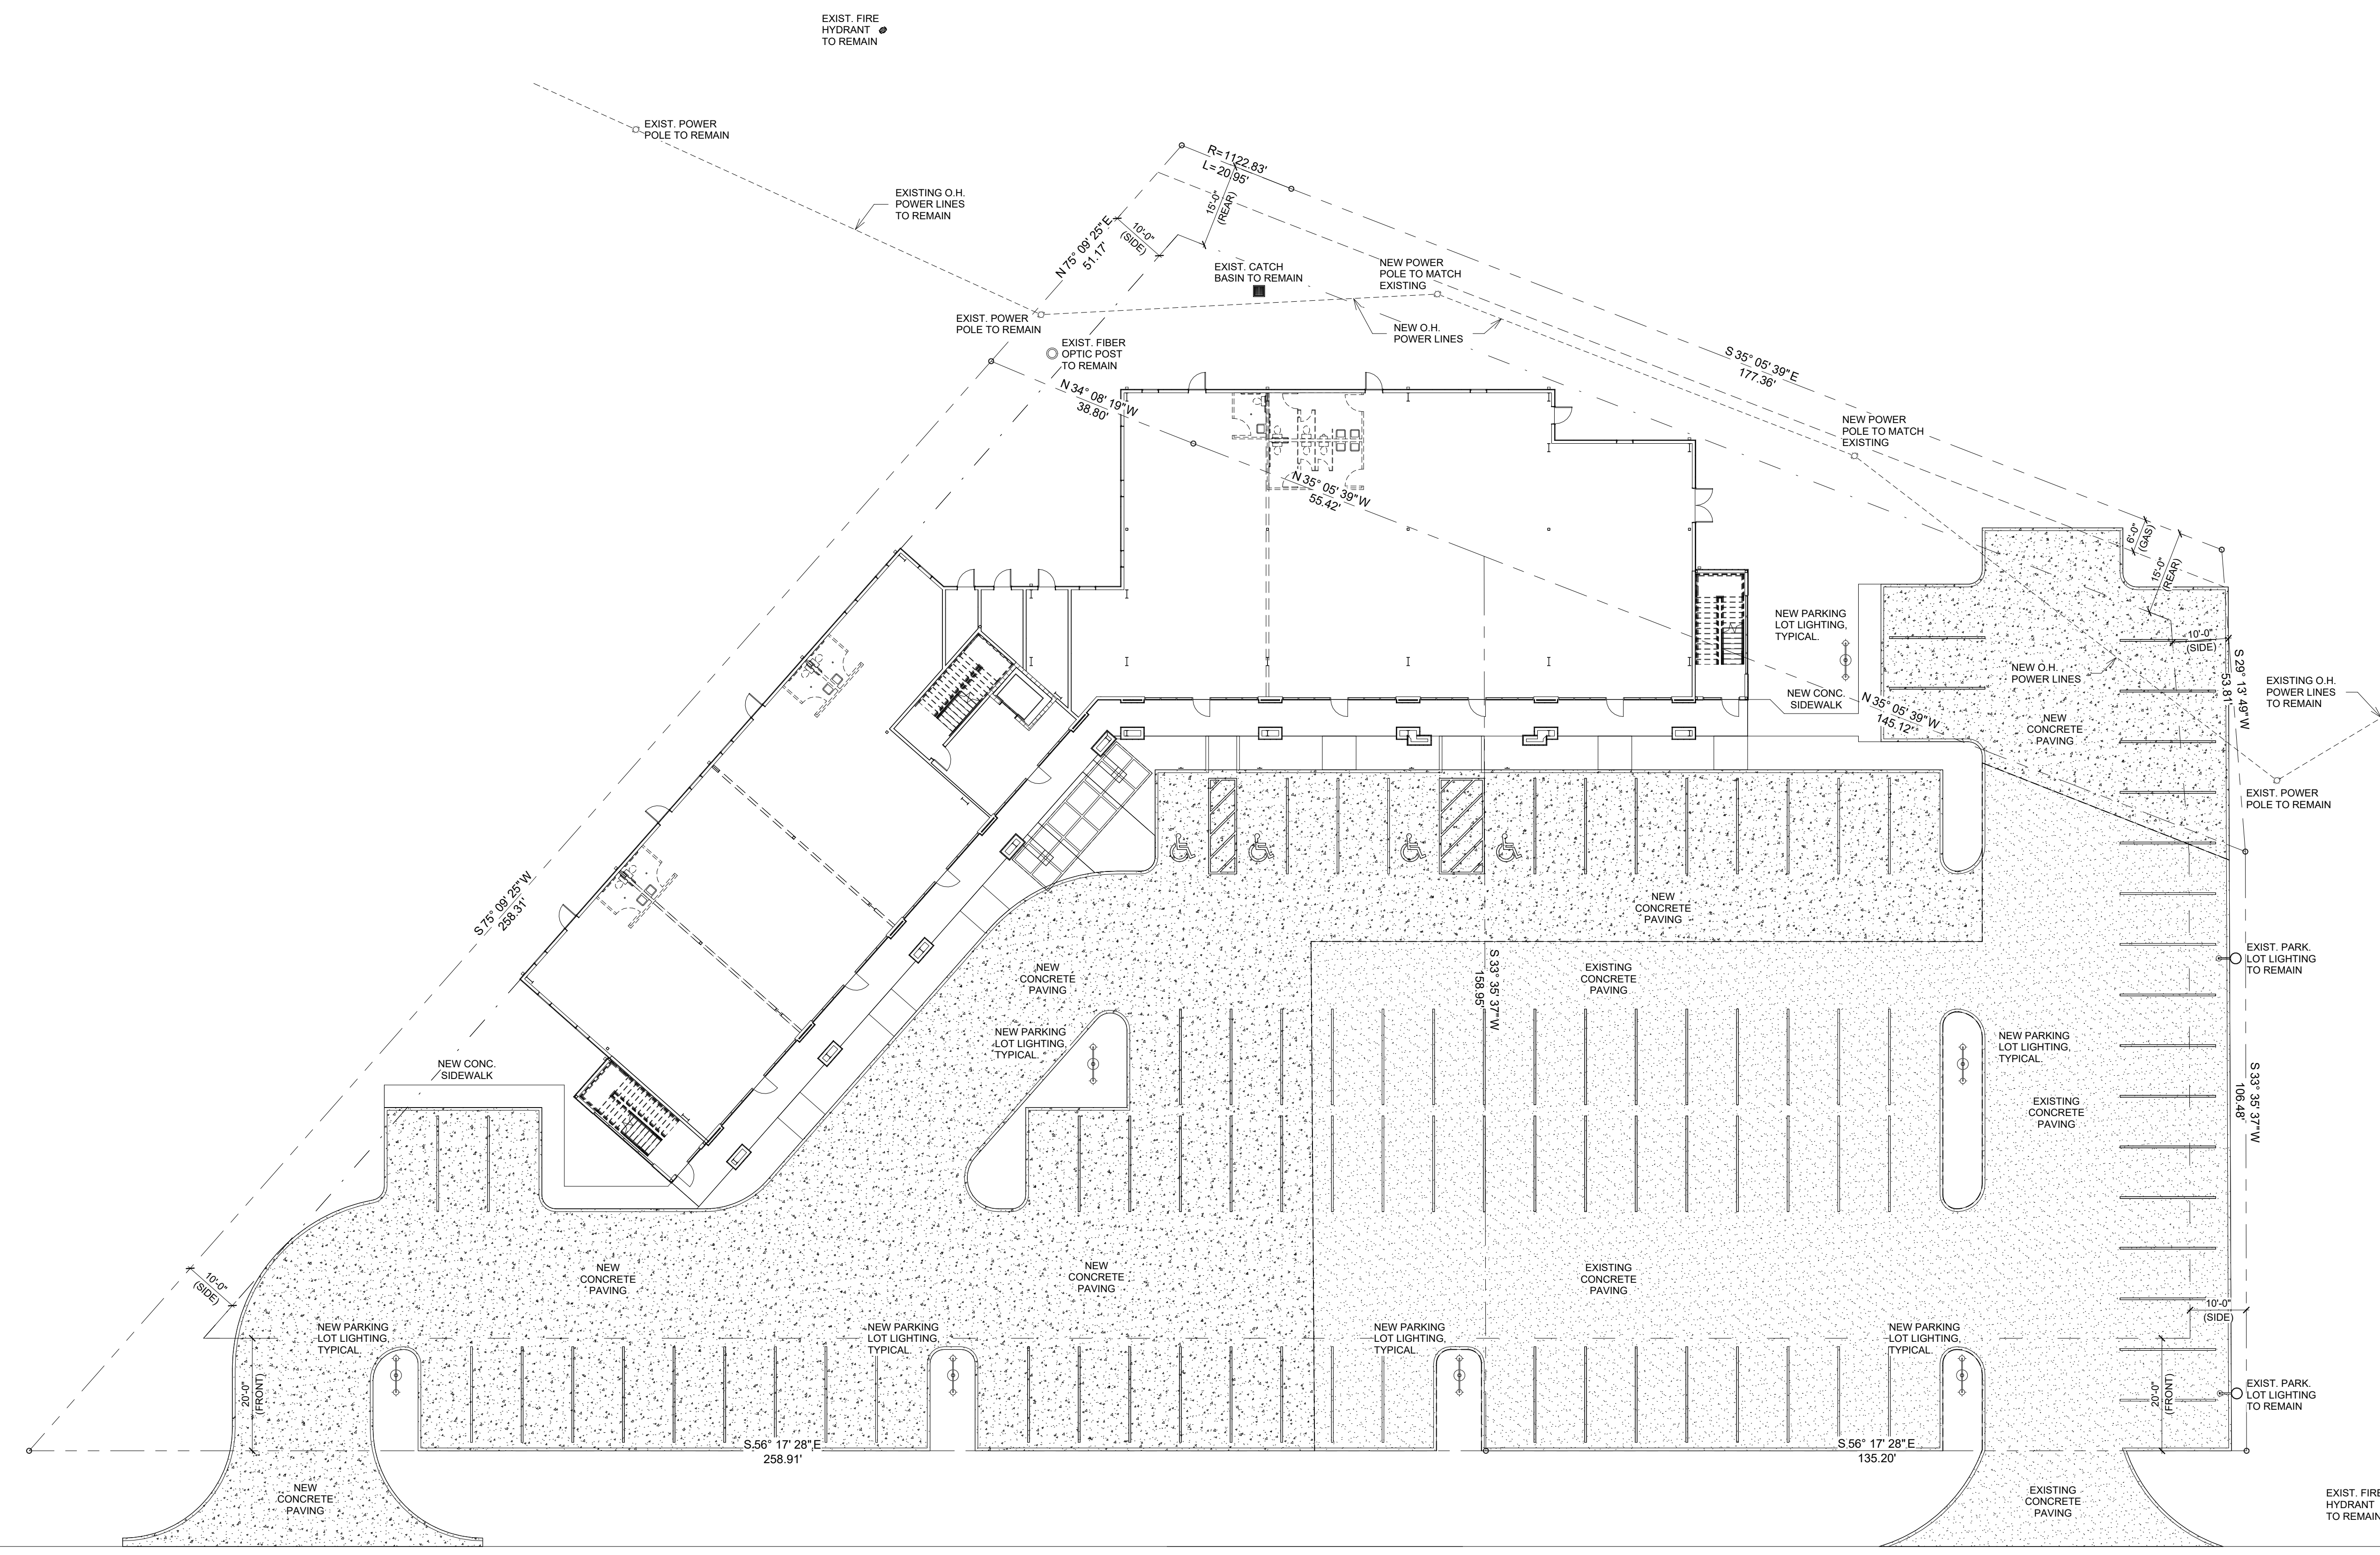 EXIST. FIRE
HYDRANT
TO REMAIN
EXIST. POWER
POLE TO REMAIN
R=1122.83'
L=20.95'
15'-0"
(REAR)
EXISTING O.H.
POWER LINES
TO REMAIN
N 75° 09' 25" E
51.17'
10'-0"
(SIDE)
EXIST. CATCH
BASIN TO REMAIN
NEW POWER
POLE TO MATCH
EXISTING
EXIST. POWER
POLE TO REMAIN
NEW O.H.
POWER LINES
EXIST. FIBER
OPTIC POST
TO REMAIN
S 35° 05' 39" E
177.36'
N 34° 08' 19" W
38.80'
NEW POWER
POLE TO MATCH
EXISTING
N 35° 05' 39" W
55.42'
6'-0"
(GAS)
15'-0"
(REAR)
NEW PARKING
LOT LIGHTING,
TYPICAL.
10'-0"
(SIDE)
NEW O.H.
POWER LINES
S 29° 13' 49" W
53.81'
EXISTING O.H.
POWER LINES
TO REMAIN
NEW CONC.
SIDEWALK
N 35° 05' 39" W
145.12'
NEW
CONCRETE
PAVING
EXIST. POWER
POLE TO REMAIN
S 75° 09' 25" W
258.31'
NEW
CONCRETE
PAVING
NEW
CONCRETE
PAVING
S 33° 35' 37" W
158.95'
EXISTING
CONCRETE
PAVING
EXIST. PARK.
LOT LIGHTING
TO REMAIN
NEW PARKING
LOT LIGHTING,
TYPICAL.
NEW PARKING
LOT LIGHTING,
TYPICAL.
NEW CONC.
SIDEWALK
EXISTING
CONCRETE
PAVING
S 33° 35' 37" W
106.48'
10'-0"
(SIDE)
NEW
CONCRETE
PAVING
NEW
CONCRETE
PAVING
EXISTING
CONCRETE
PAVING
10'-0"
(SIDE)
NEW PARKING
LOT LIGHTING,
TYPICAL.
NEW PARKING
LOT LIGHTING,
TYPICAL.
NEW PARKING
LOT LIGHTING,
TYPICAL.
NEW PARKING
LOT LIGHTING,
TYPICAL.
20'-0"
(FRONT)
20'-0"
(FRONT)
EXIST. PARK.
LOT LIGHTING
TO REMAIN
S 56° 17' 28" E
258.91'
S 56° 17' 28" E
135.20'
NEW
CONCRETE
PAVING
EXISTING
CONCRETE
PAVING
EXIST. FIRE
HYDRANT
TO REMAIN